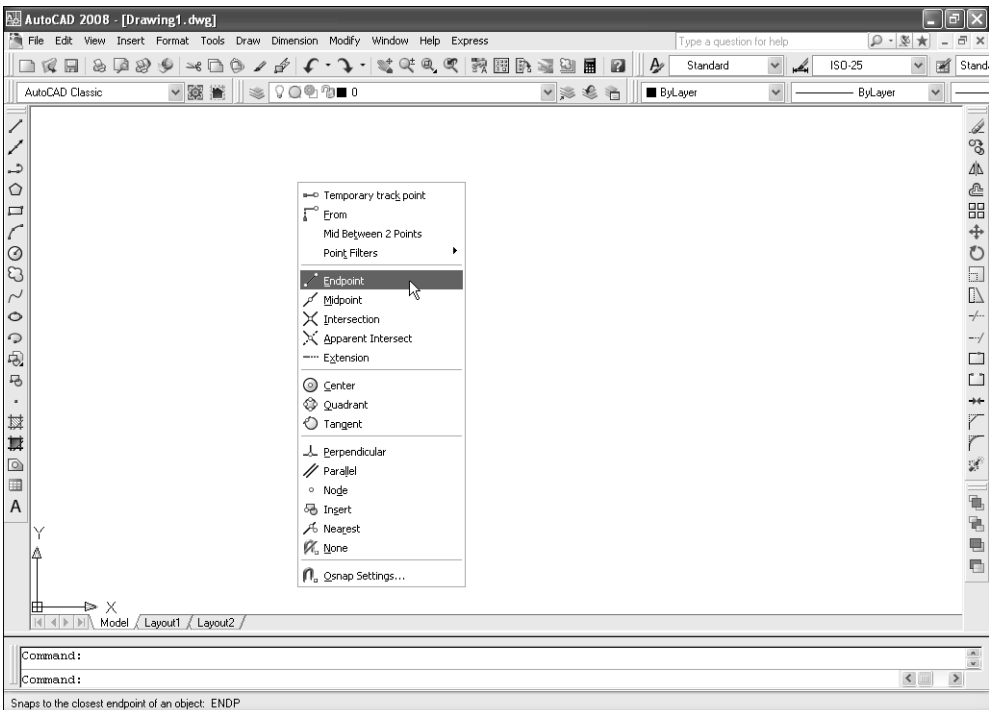 AutoCAD 2008 - [Drawing1.dwg]
File Edit View Insert Format Tools Draw Dimension Modify Window Help Express
Type a question for help
Standard ISO-25 Stand
AutoCAD Classic 0 ByLayer ByLayer
Temporary track point
From
Mid Between 2 Points
Point Filters
Endpoint
Midpoint
Intersection
Apparent Intersect
Extension
Center
Quadrant
Tangent
Perpendicular
Parallel
Node
Insert
Nearest
None
Osnap Settings...
A
Y
X
Model Layout1 Layout2
Command:
Command:
Snaps to the closest endpoint of an object: ENDP